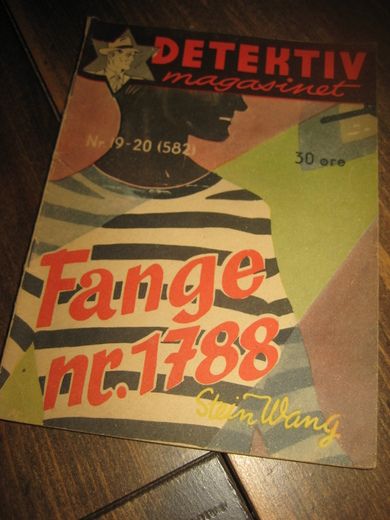 DETEKTIV
magasinet
Nr. 19-20 (582)
30 øre
Fange
nr. 1788
Stein Wang